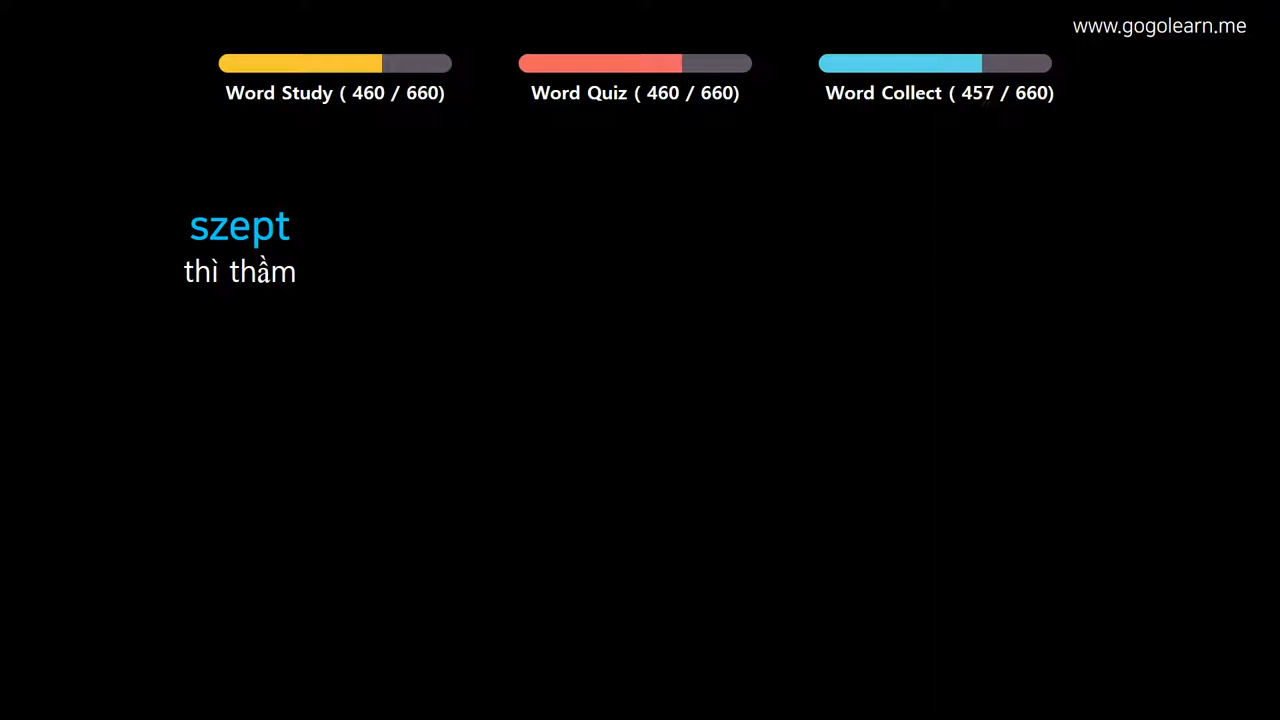 www.gogolearn.me
Word Study ( 460 / 660)
Word Quiz ( 460 / 660)
Word Collect ( 457 / 660)
szept
thì thầm